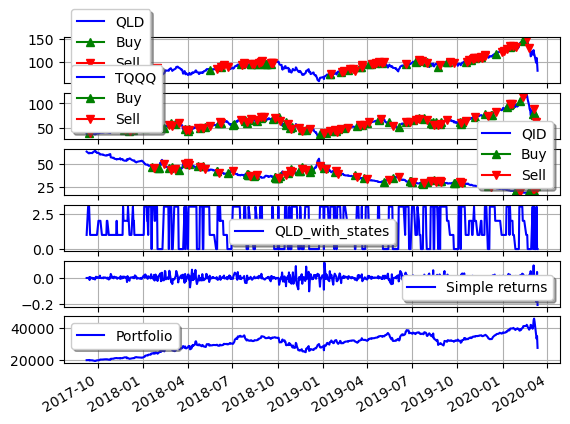 QLD
Buy
Sell
150
100
TQQQ
Buy
Sell
100
50
QID
Buy
Sell
50
25
2.5
0.0
QLD_with_states
0.0
−0.2
Simple returns
40000
20000
Portfolio
2017-10
2018-01
2018-04
2018-07
2018-10
2019-01
2019-04
2019-07
2019-10
2020-01
2020-04